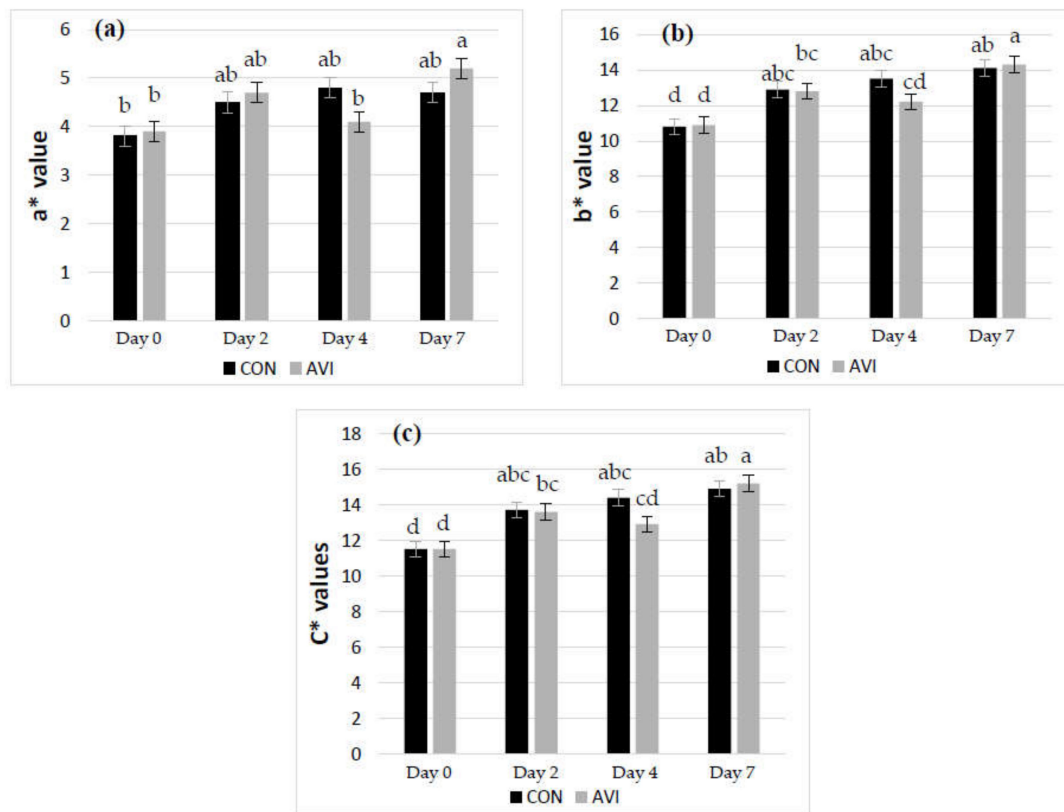 (a)
a* value
6
5
4
3
2
1
0
b b ab ab ab b ab a
Day 0 Day 2 Day 4 Day 7
CON AVI
(b)
b* value
16
14
12
10
8
6
4
2
0
d d abc bc abc cd ab a
Day 0 Day 2 Day 4 Day 7
CON AVI
(c)
C* values
18
16
14
12
10
8
6
4
2
0
d d abc bc abc cd ab a
Day 0 Day 2 Day 4 Day 7
CON AVI